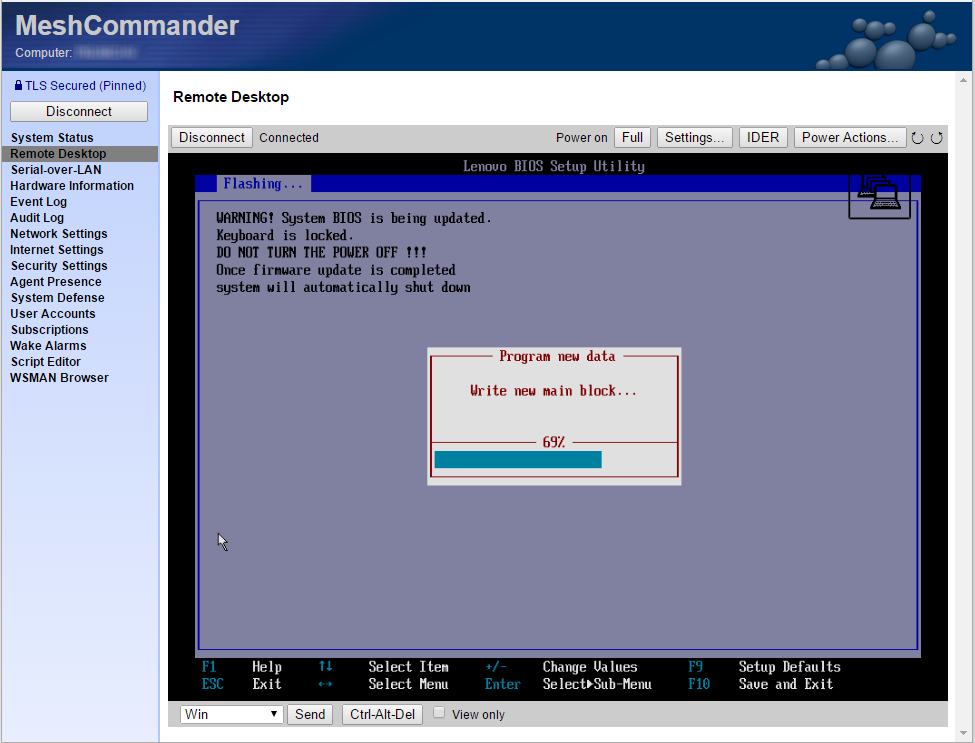 MeshCommander
Computer:
TLS Secured (Pinned)
Disconnect
System Status
Remote Desktop
Serial-over-LAN
Hardware Information
Event Log
Audit Log
Network Settings
Internet Settings
Security Settings
Agent Presence
System Defense
User Accounts
Subscriptions
Wake Alarms
Script Editor
WSMAN Browser
Remote Desktop
Disconnect Connected Power on Full Settings... IDER Power Actions...
Lenovo BIOS Setup Utility
Flashing...
WARNING! System BIOS is being updated.
Keyboard is locked.
DO NOT TURN THE POWER OFF !!!
Once firmware update is completed
system will automatically shut down
Program new data
Write new main block...
69%
F1 Help ↑↓ Select Item +/- Change Values F9 Setup Defaults
ESC Exit ↔ Select Menu Enter Select▶Sub-Menu F10 Save and Exit
Win Send Ctrl-Alt-Del View only